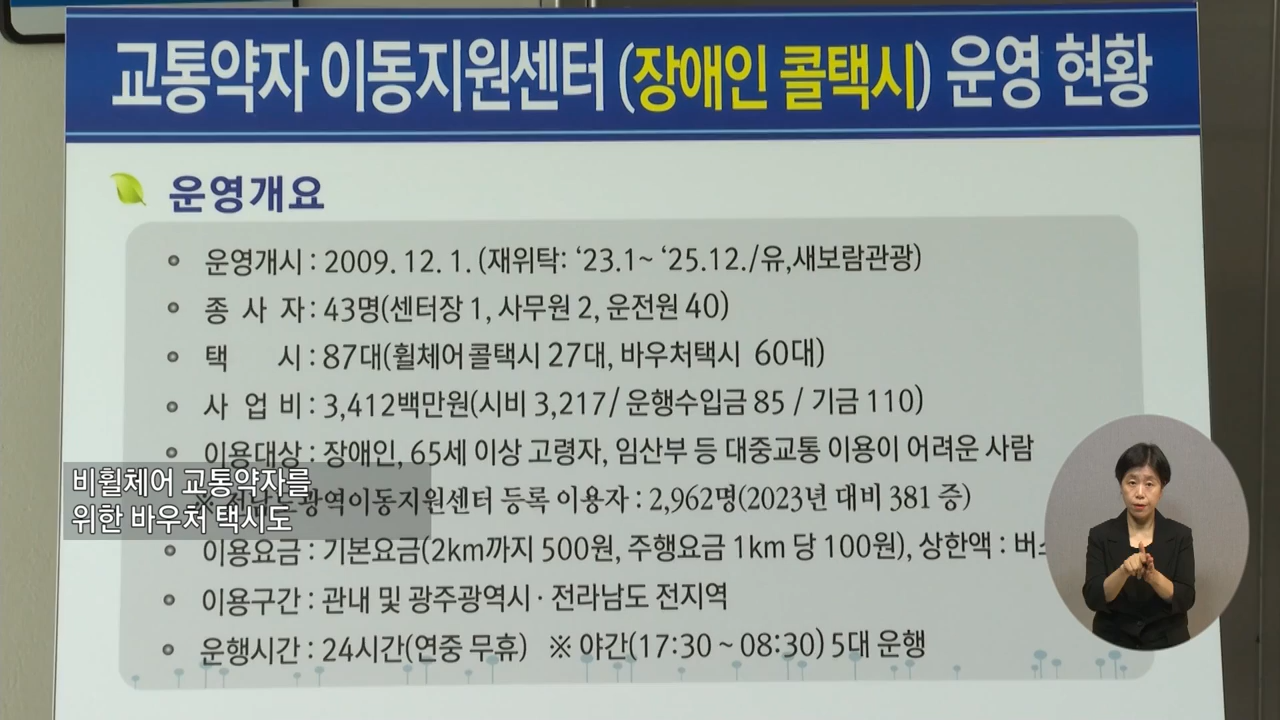 교통약자 이동지원센터 (장애인 콜택시) 운영 현황
운영개요
운영개시 : 2009. 12. 1. (재위탁: ‘23.1~ ‘25.12./유,새보람관광)
종 사 자 : 43명(센터장 1, 사무원 2, 운전원 40)
택 시 : 87대(휠체어 콜택시 27대, 바우처택시 60대)
사 업 비 : 3,412백만원(시비 3,217 / 운행수입금 85 / 기금 110)
이용대상 : 장애인, 65세 이상 고령자, 임산부 등 대중교통 이용이 어려운 사람
※ 전남도광역이동지원센터 등록 이용자 : 2,962명(2023년 대비 381 증)
이용요금 : 기본요금(2km까지 500원, 주행요금 1km 당 100원), 상한액 :
이용구간 : 관내 및 광주광역시 · 전라남도 전지역
운행시간 : 24시간(연중 무휴) ※ 야간(17:30 ~ 08:30) 5대 운행
비휠체어 교통약자를
위한 바우처 택시도